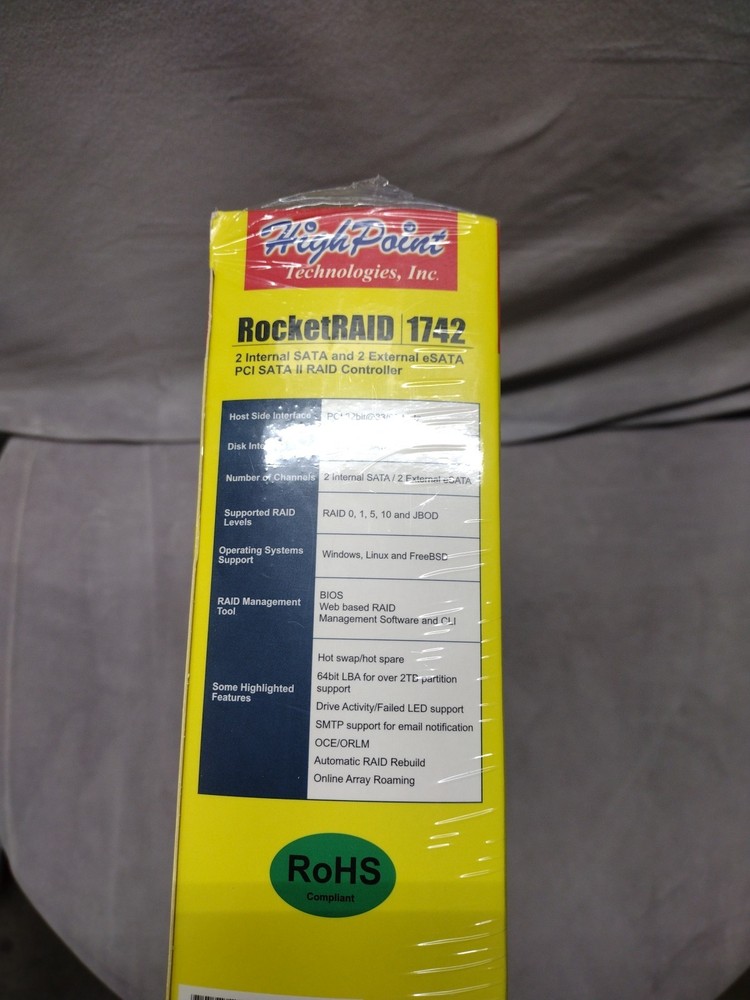 HighPoint
Technologies, Inc.
RocketRAID 1742
2 Internal SATA and 2 External eSATA
PCI SATA II RAID Controller
Host Side Interface PCI
Disk
Number of Channels 2 Internal SATA / 2 External eSATA
Supported RAID
Levels
RAID 0, 1, 5, 10 and JBOD
Operating Systems
Support
Windows, Linux and FreeBSD
RAID Management
Tool
BIOS
Web based RAID
Management Software and CLI
Some Highlighted
Features
Hot swap/hot spare
64bit LBA for over 2TB partition
support
Drive Activity/Failed LED support
SMTP support for email notification
OCE/ORLM
Automatic RAID Rebuild
Online Array Roaming
RoHS
Compliant